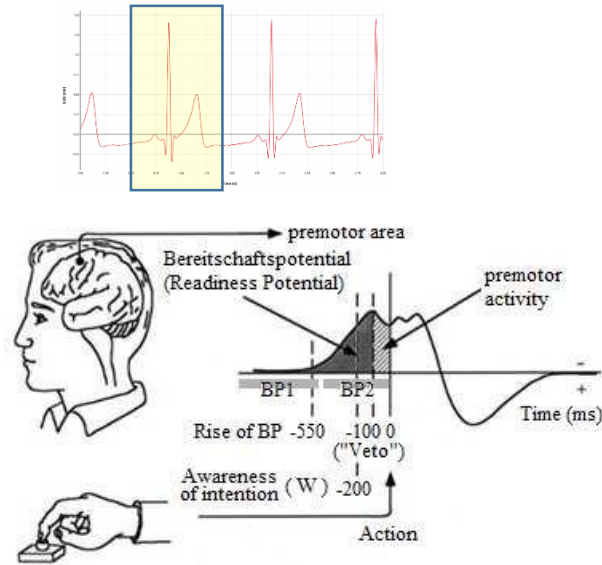 Time (s)
premotor area
Bereitschaftspotential
(Readiness Potential)
premotor
activity
BP1 BP2
-
+
Time (ms)
Rise of BP -550 -100 0
("Veto")
Awareness
of intention (W) -200
Action